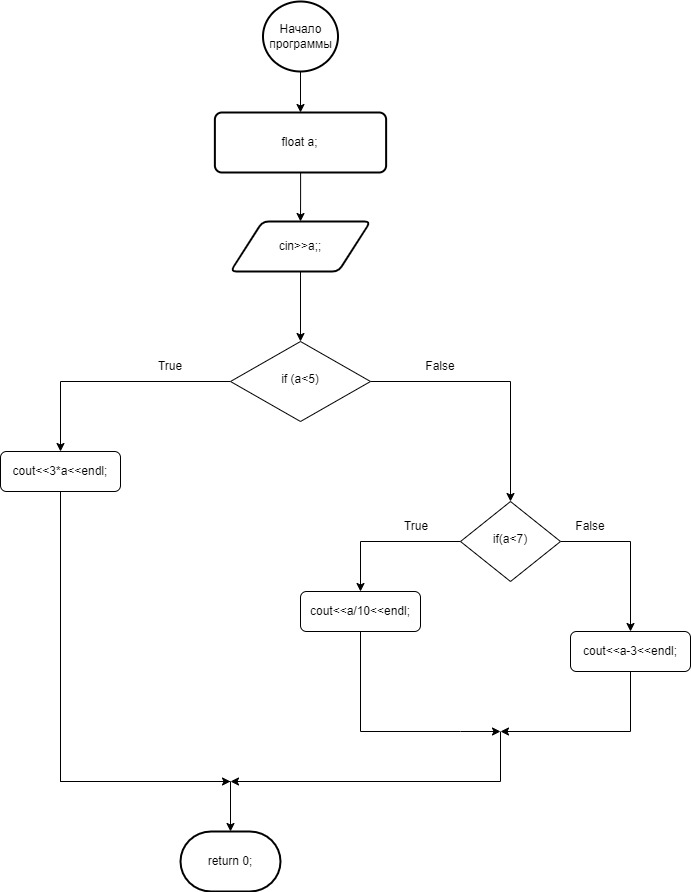 Начало
программы
float a;
cin>>a;;
if (a<5)
True
False
cout<<3*a<<endl;
if(a<7)
True
False
cout<<a/10<<endl;
cout<<a-3<<endl;
return 0;